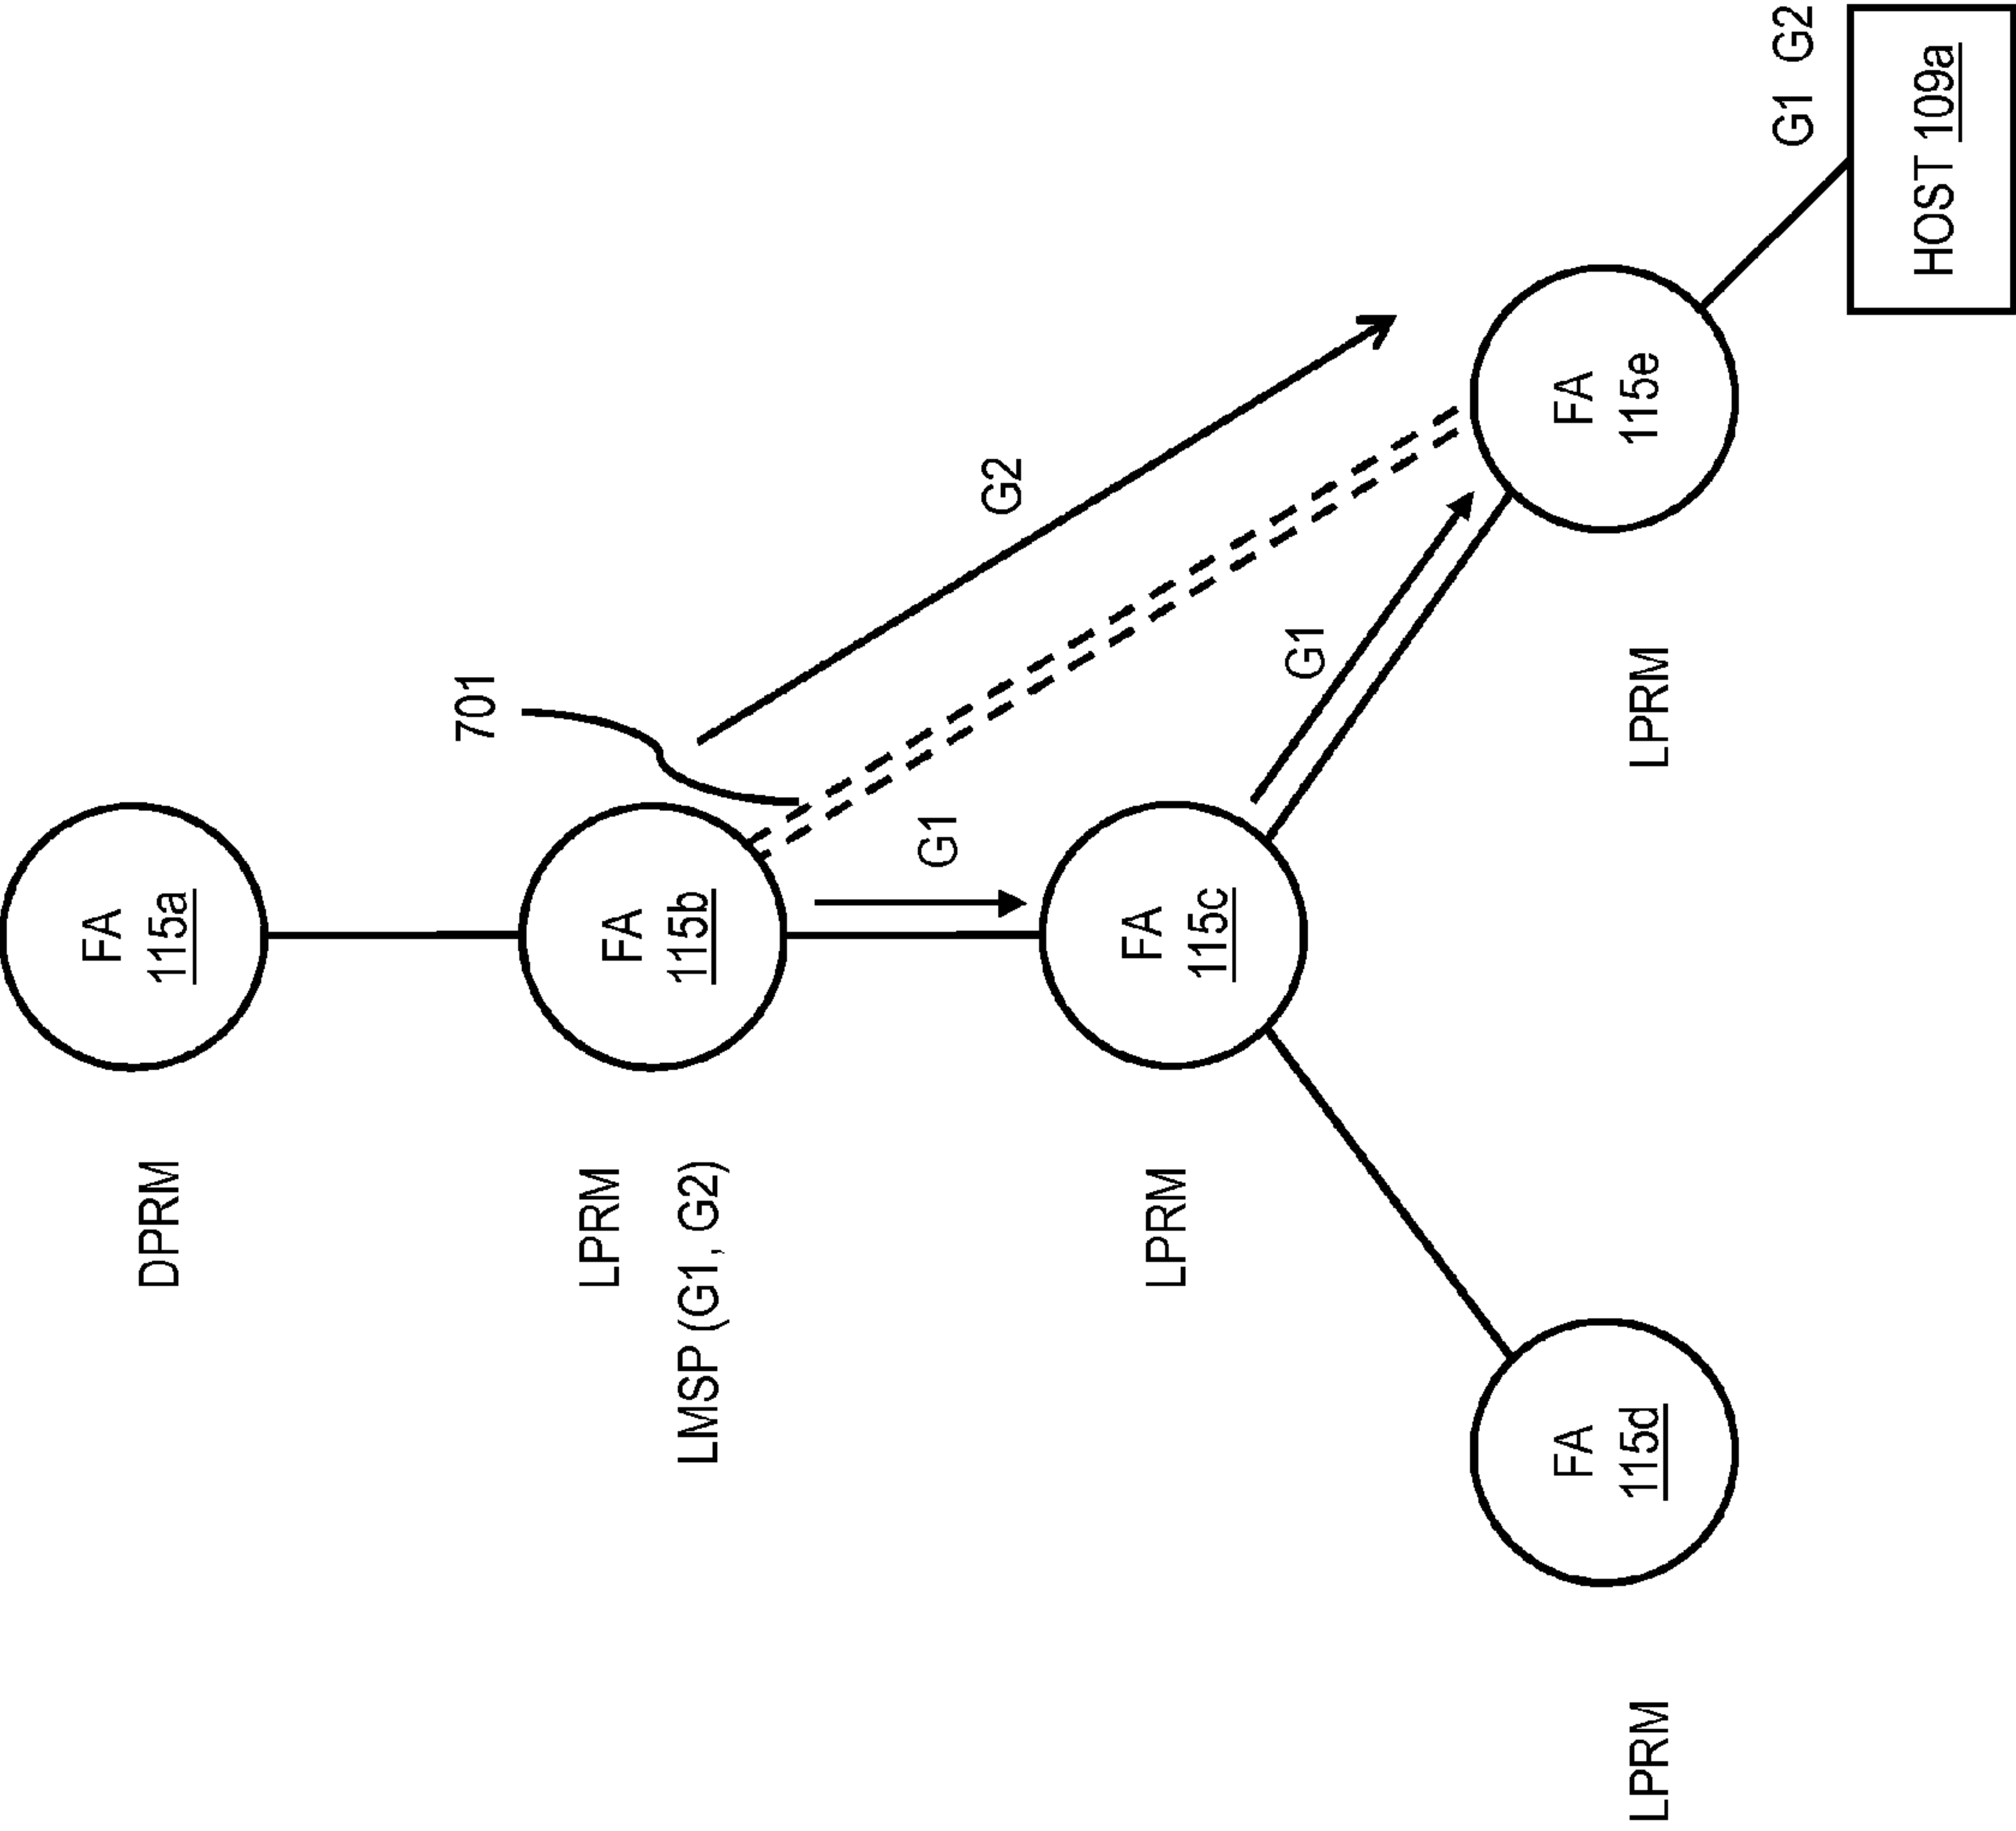 FA
115a
DPRM
701
FA
115b
LPRM
LMSP (G1, G2)
G1
G2
FA
115c
LPRM
G1
FA
115d
LPRM
FA
115e
LPRM
G1 G2
HOST 109a